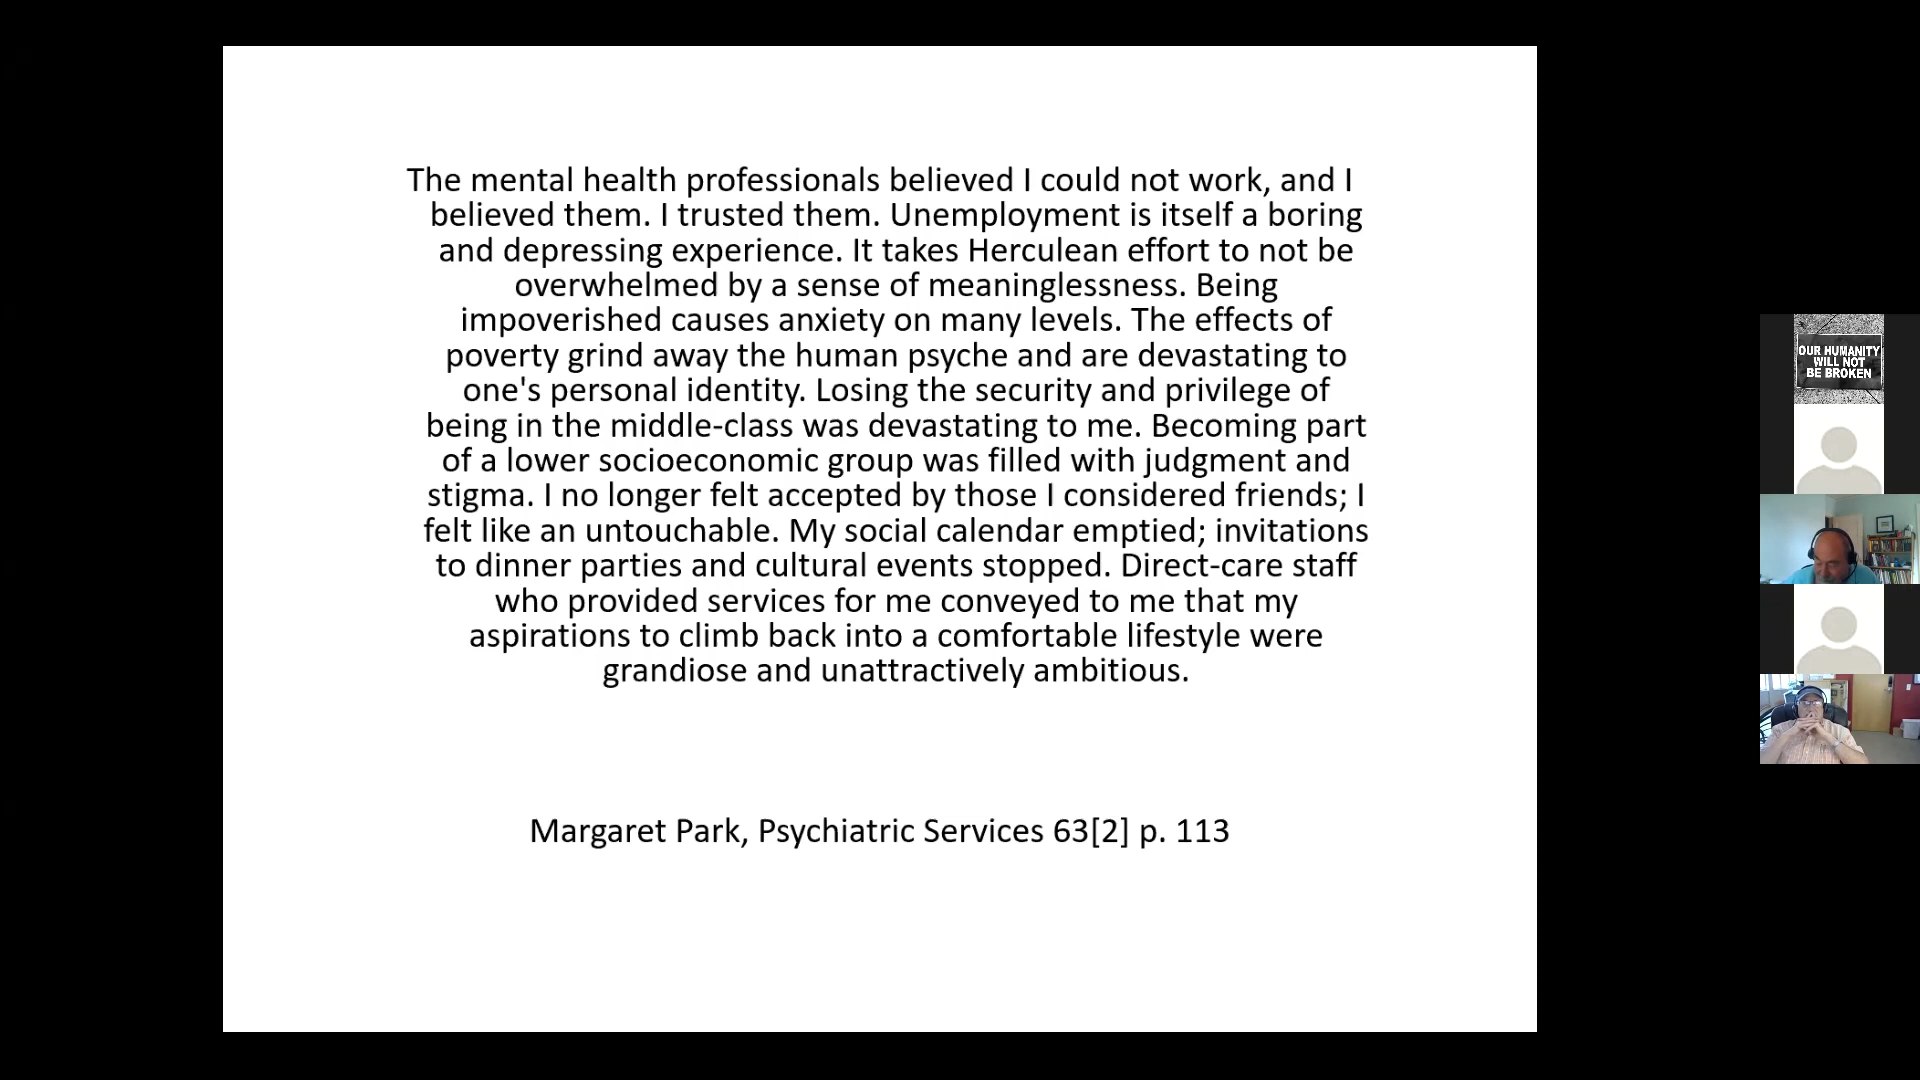 The mental health professionals believed I could not work, and I
believed them. I trusted them. Unemployment is itself a boring
and depressing experience. It takes Herculean effort to not be
overwhelmed by a sense of meaninglessness. Being
impoverished causes anxiety on many levels. The effects of
poverty grind away the human psyche and are devastating to
one's personal identity. Losing the security and privilege of
being in the middle-class was devastating to me. Becoming part
of a lower socioeconomic group was filled with judgment and
stigma. I no longer felt accepted by those I considered friends; I
felt like an untouchable. My social calendar emptied; invitations
to dinner parties and cultural events stopped. Direct-care staff
who provided services for me conveyed to me that my
aspirations to climb back into a comfortable lifestyle were
grandiose and unattractively ambitious.
Margaret Park, Psychiatric Services 63[2] p. 113
OUR HUMANITY
WILL NOT
BE BROKEN